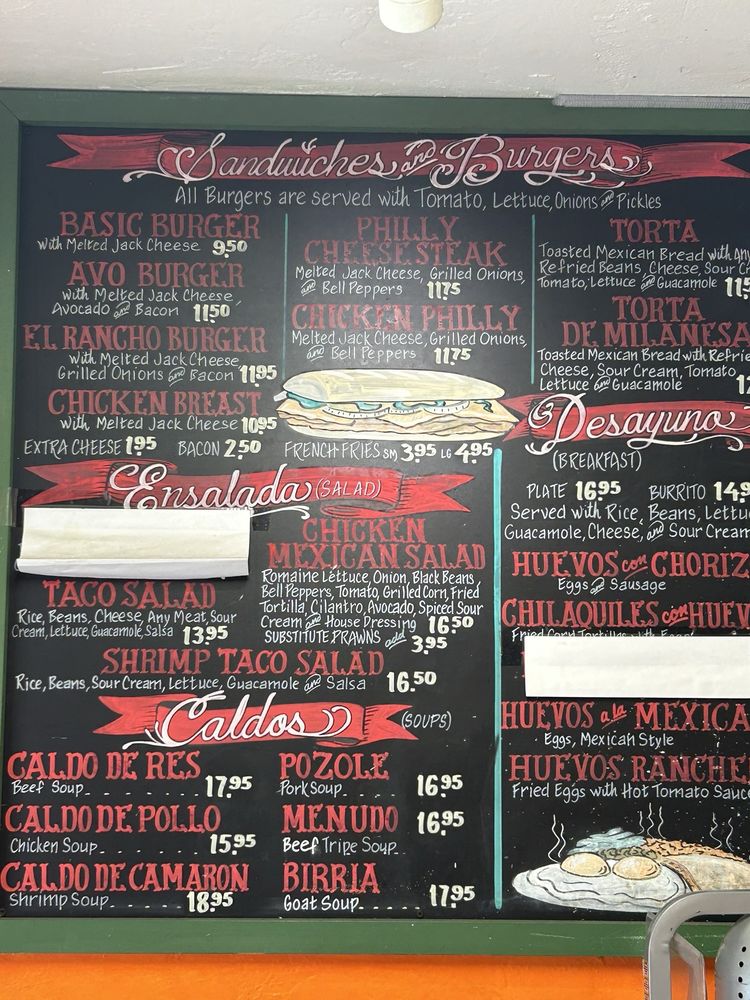 Sandwiches and Burgers
All Burgers are served with Tomato, Lettuce, Onions and Pickles
BASIC BURGER
with Melted Jack Cheese 9.50
AVO BURGER
with Melted Jack Cheese,
Avocado and Bacon 11.50
EL RANCHO BURGER
with Melted Jack Cheese
Grilled Onions and Bacon 11.95
CHICKEN BREAST
with Melted Jack Cheese 10.95
EXTRA CHEESE 1.95 BACON 2.50
PHILLY
CHEESE STEAK
Melted Jack Cheese, Grilled Onions,
and Bell Peppers 11.75
CHICKEN PHILLY
Melted Jack Cheese, Grilled Onions,
and Bell Peppers 11.75
FRENCH FRIES SM 3.95 LG 4.95
TORTA
Toasted Mexican Bread with Any
Refried Beans, Cheese, Sour
Tomato, Lettuce and Guacamole
TORTA
DE MILANESA
Toasted Mexican Bread with
Cheese, Sour Cream, Tomato
Lettuce and Guacamole
Ensalada (SALAD)
TACO SALAD
Rice, Beans, Cheese, Any Meat, Sour
Cream, Lettuce, Guacamole, Salsa 13.95
CHICKEN
MEXICAN SALAD
Romaine Lettuce, Onion, Black Beans
Bell Peppers, Tomato, Grilled Corn, Fried
Tortilla, Cilantro, Avocado, Spiced Sour
Cream and House Dressing 16.50
SUBSTITUTE PRAWNS add 3.95
SHRIMP TACO SALAD
Rice, Beans, Sour Cream, Lettuce, Guacamole and Salsa 16.50
Caldos (SOUPS)
CALDO DE RES
Beef Soup 17.95
CALDO DE POLLO
Chicken Soup 15.95
CALDO DE CAMARON
Shrimp Soup 18.95
POZOLE
Pork Soup 16.95
MENUDO
Beef Tripe Soup 16.95
BIRRIA
Goat Soup 17.95
Desayuno
(BREAKFAST)
PLATE 16.95 BURRITO
Served with Rice, Beans,
Guacamole, Cheese, and Sour Cream
HUEVOS con
Eggs and Sausage
CHILAQUILES con
HUEVOS a la
Eggs, Mexican Style
HUEVOS
Fried Eggs with Hot Tomato Sauce